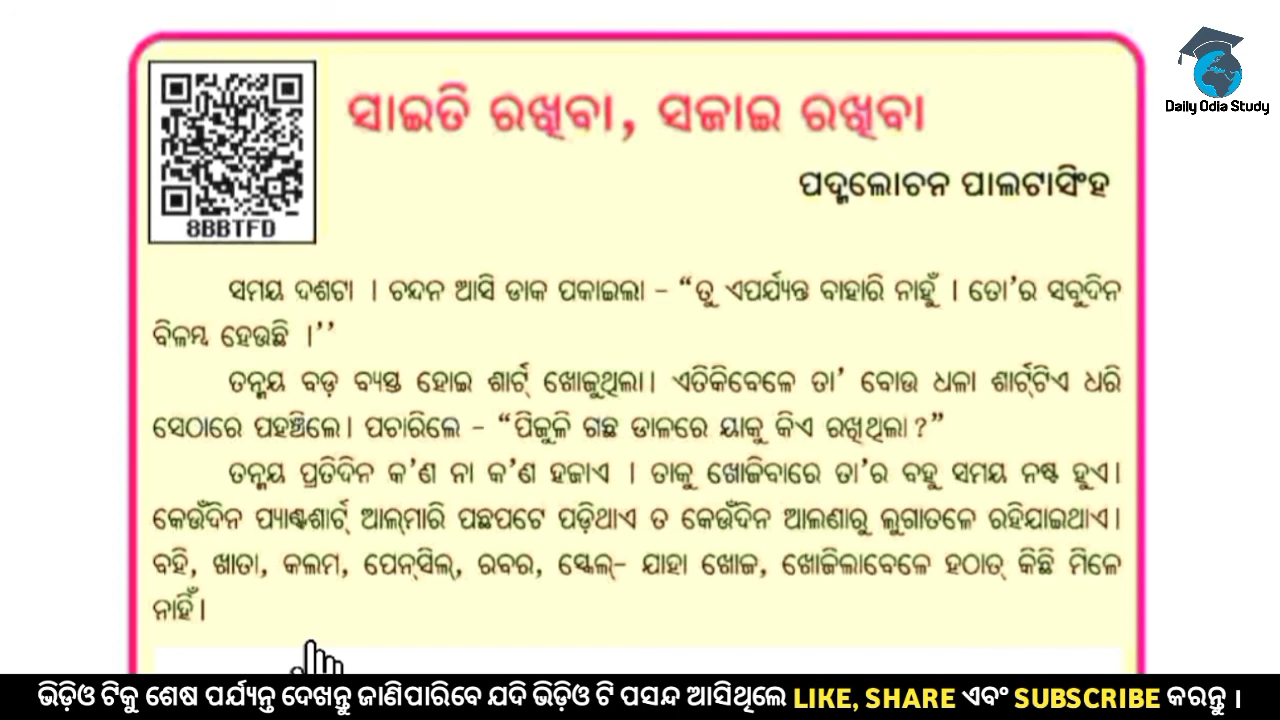 Daily Odia Study
8BBTFD
ସାଇତି ରଖିବା, ସଜାଇ ରଖିବା
ପଦ୍ମଲୋଚନ ପାଲଟାସିଂହ
ସମୟ ଦଶଟା । ଚନ୍ଦନ ଆସି ଡାକ ପକାଇଲା – “ତୁ ଏପର୍ଯ୍ୟନ୍ତ ବାହାରି ନାହୁଁ । ତୋ’ର ସବୁଦିନ
ବିଳମ୍ବ ହେଉଛି ।’’
ତନ୍ମୟ ବଡ଼ ବ୍ୟସ୍ତ ହୋଇ ଶାର୍ଟ୍ ଖୋଜୁଥିଲା। ଏତିକିବେଳେ ତା’ ବୋଉ ଧଳା ଶାର୍ଟ୍‌ଟିଏ ଧରି
ସେଠାରେ ପହଞ୍ଚିଲେ। ପଚାରିଲେ – “ପିଜୁଳି ଗଛ ଡାଳରେ ୟାକୁ କିଏ ରଖିଥିଲା ?”
ତନ୍ମୟ ପ୍ରତିଦିନ କ’ଣ ନା କ’ଣ ହଜାଏ । ତାକୁ ଖୋଜିବାରେ ତା’ର ବହୁ ସମୟ ନଷ୍ଟ ହୁଏ।
କେଉଁଦିନ ପ୍ୟାଣ୍ଟଶାର୍ଟ୍ ଆଲ୍‌ମାରି ପଛପଟେ ପଡ଼ିଥାଏ ତ କେଉଁଦିନ ଆଲଣାରୁ ଲୁଗାତଳେ ରହିଯାଇଥାଏ।
ବହି, ଖାତା, କଲମ, ପେନ୍‌ସିଲ୍, ରବର, ସ୍କେଲ୍– ଯାହା ଖୋଜ, ଖୋଜିଲାବେଳେ ହଠାତ୍ କିଛି ମିଳେ
ନାହିଁ।
ଭିଡ଼ିଓ ଟିକୁ ଶେଷ ପର୍ଯ୍ୟନ୍ତ ଦେଖନ୍ତୁ ଜାଣିପାରିବେ ଯଦି ଭିଡ଼ିଓ ଟି ପସନ୍ଦ ଆସିଥିଲେ LIKE, SHARE ଏବଂ SUBSCRIBE କରନ୍ତୁ ।